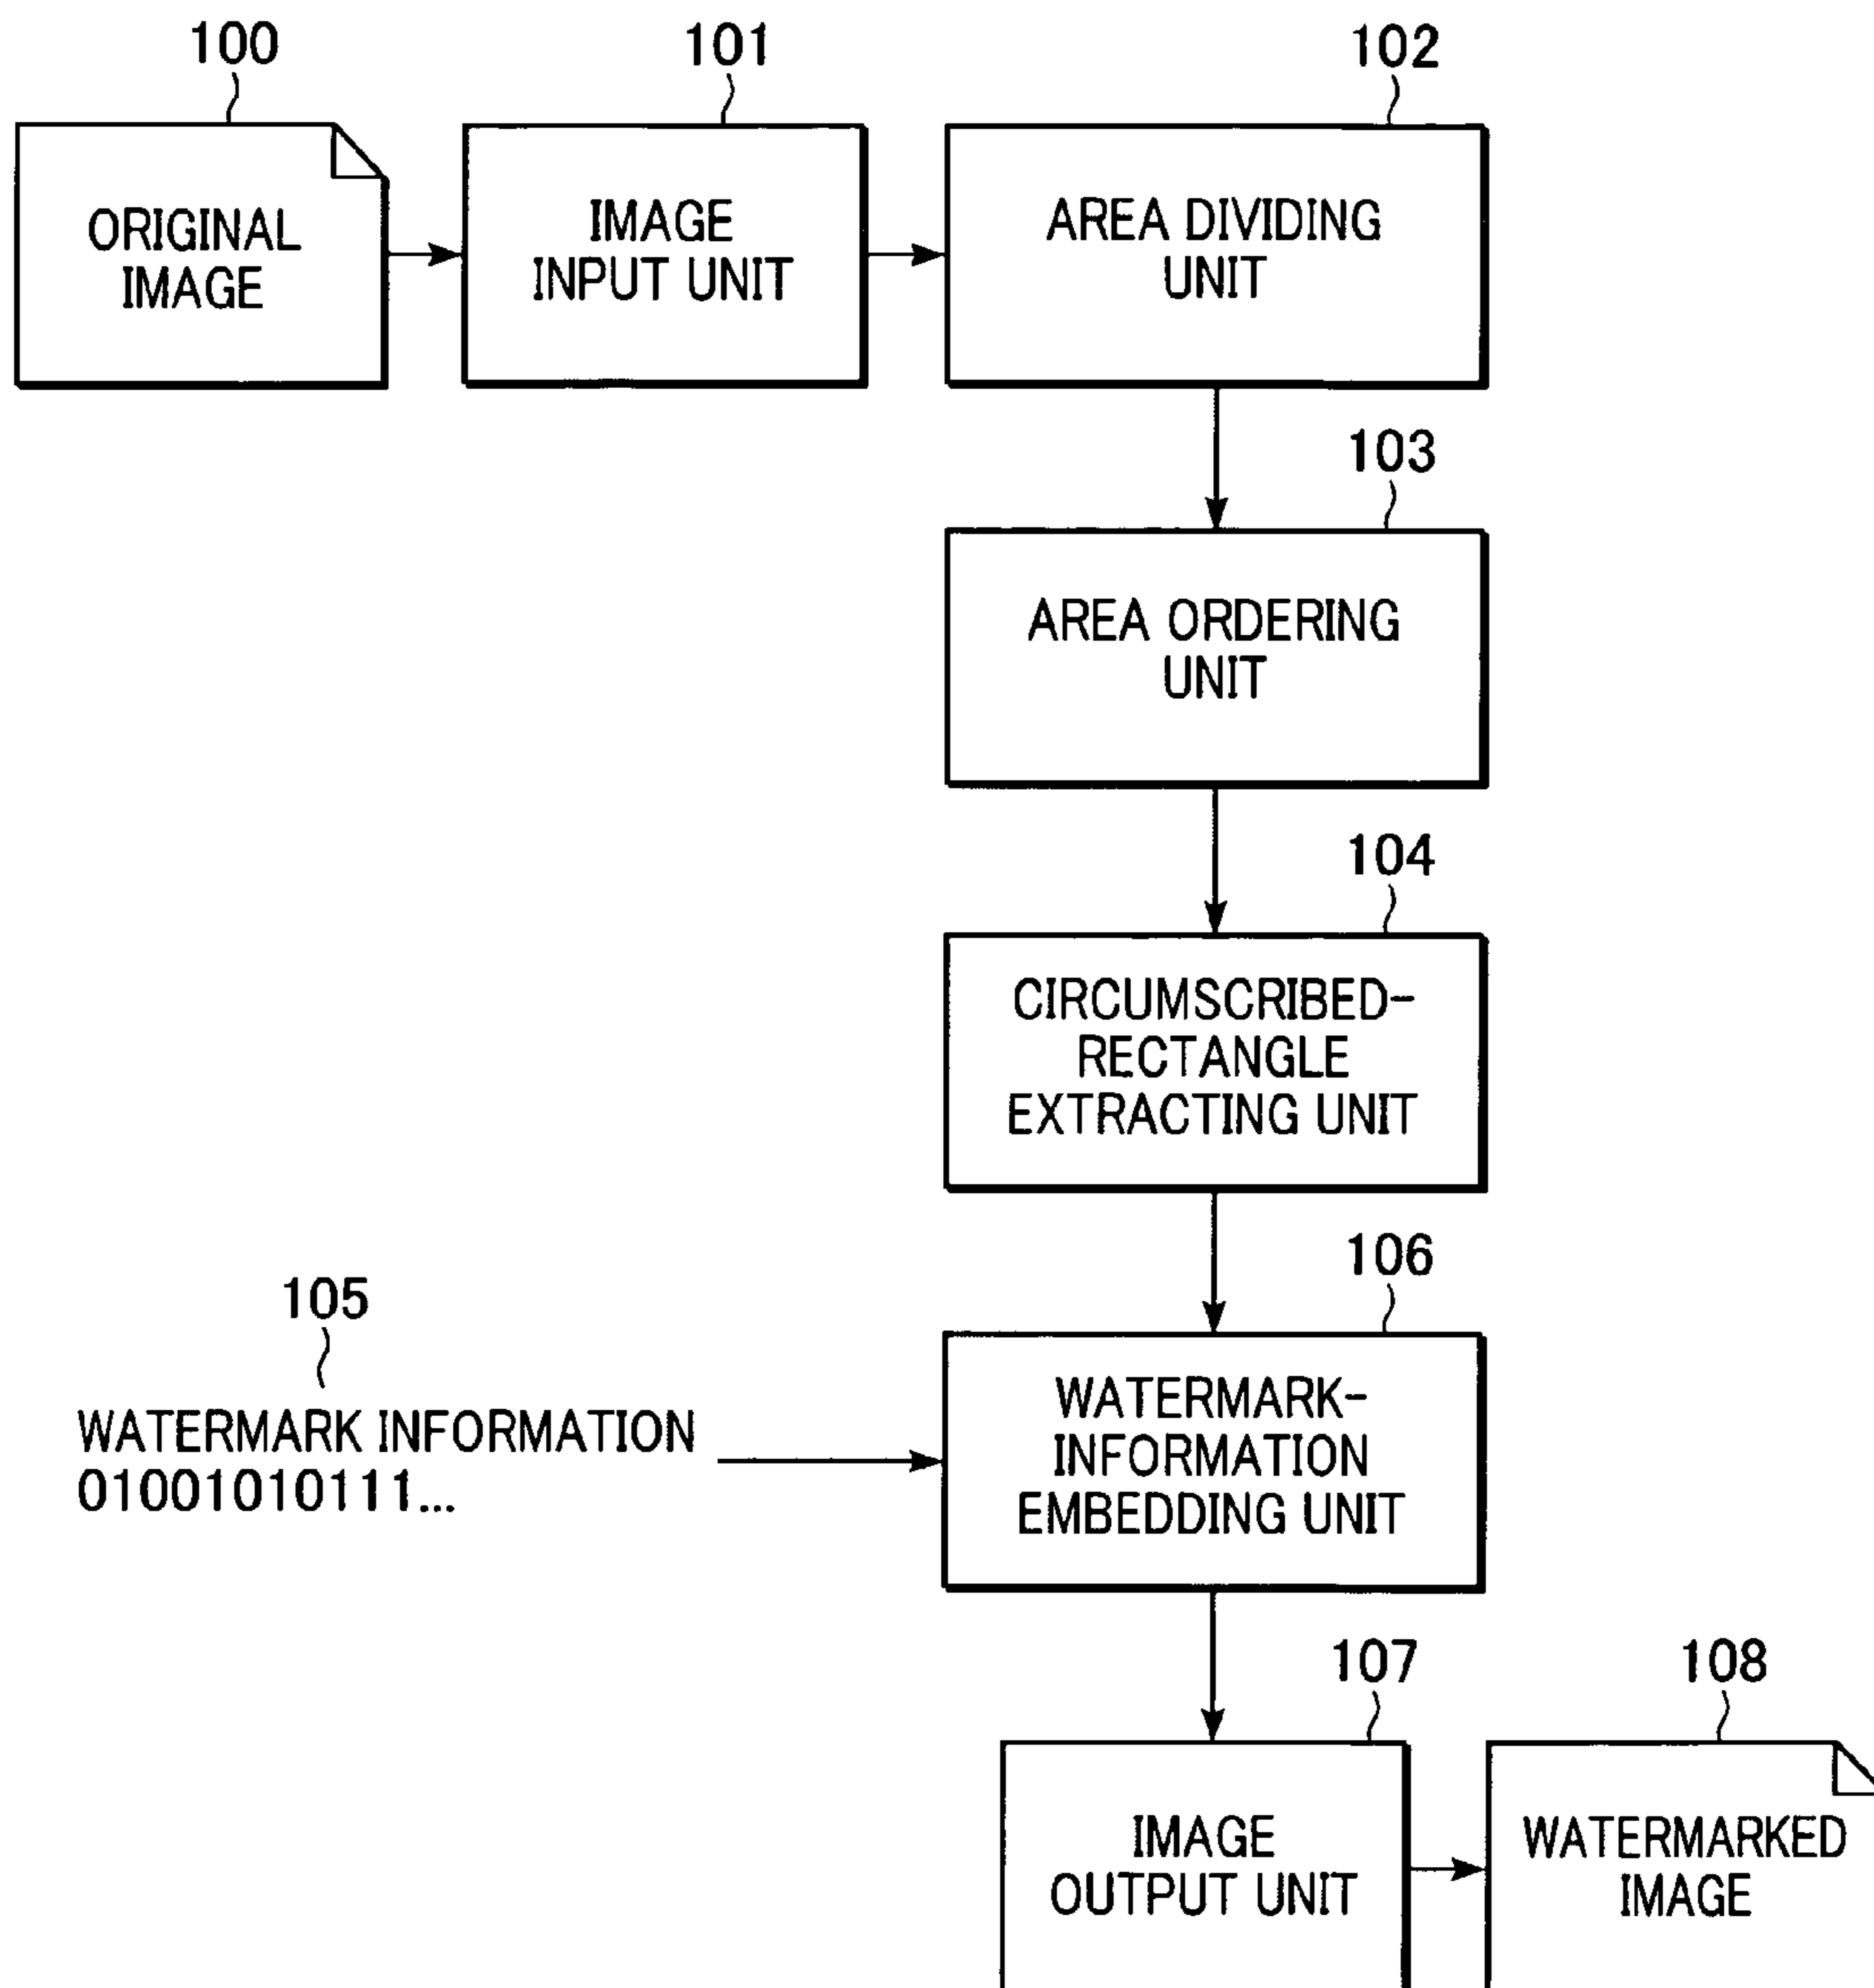 100
101
102
ORIGINAL
IMAGE
IMAGE
INPUT UNIT
AREA DIVIDING
UNIT
103
AREA ORDERING
UNIT
104
CIRCUMSCRIBED-
RECTANGLE
EXTRACTING UNIT
105
WATERMARK INFORMATION
01001010111...
106
WATERMARK-
INFORMATION
EMBEDDING UNIT
107
108
IMAGE
OUTPUT UNIT
WATERMARKED
IMAGE